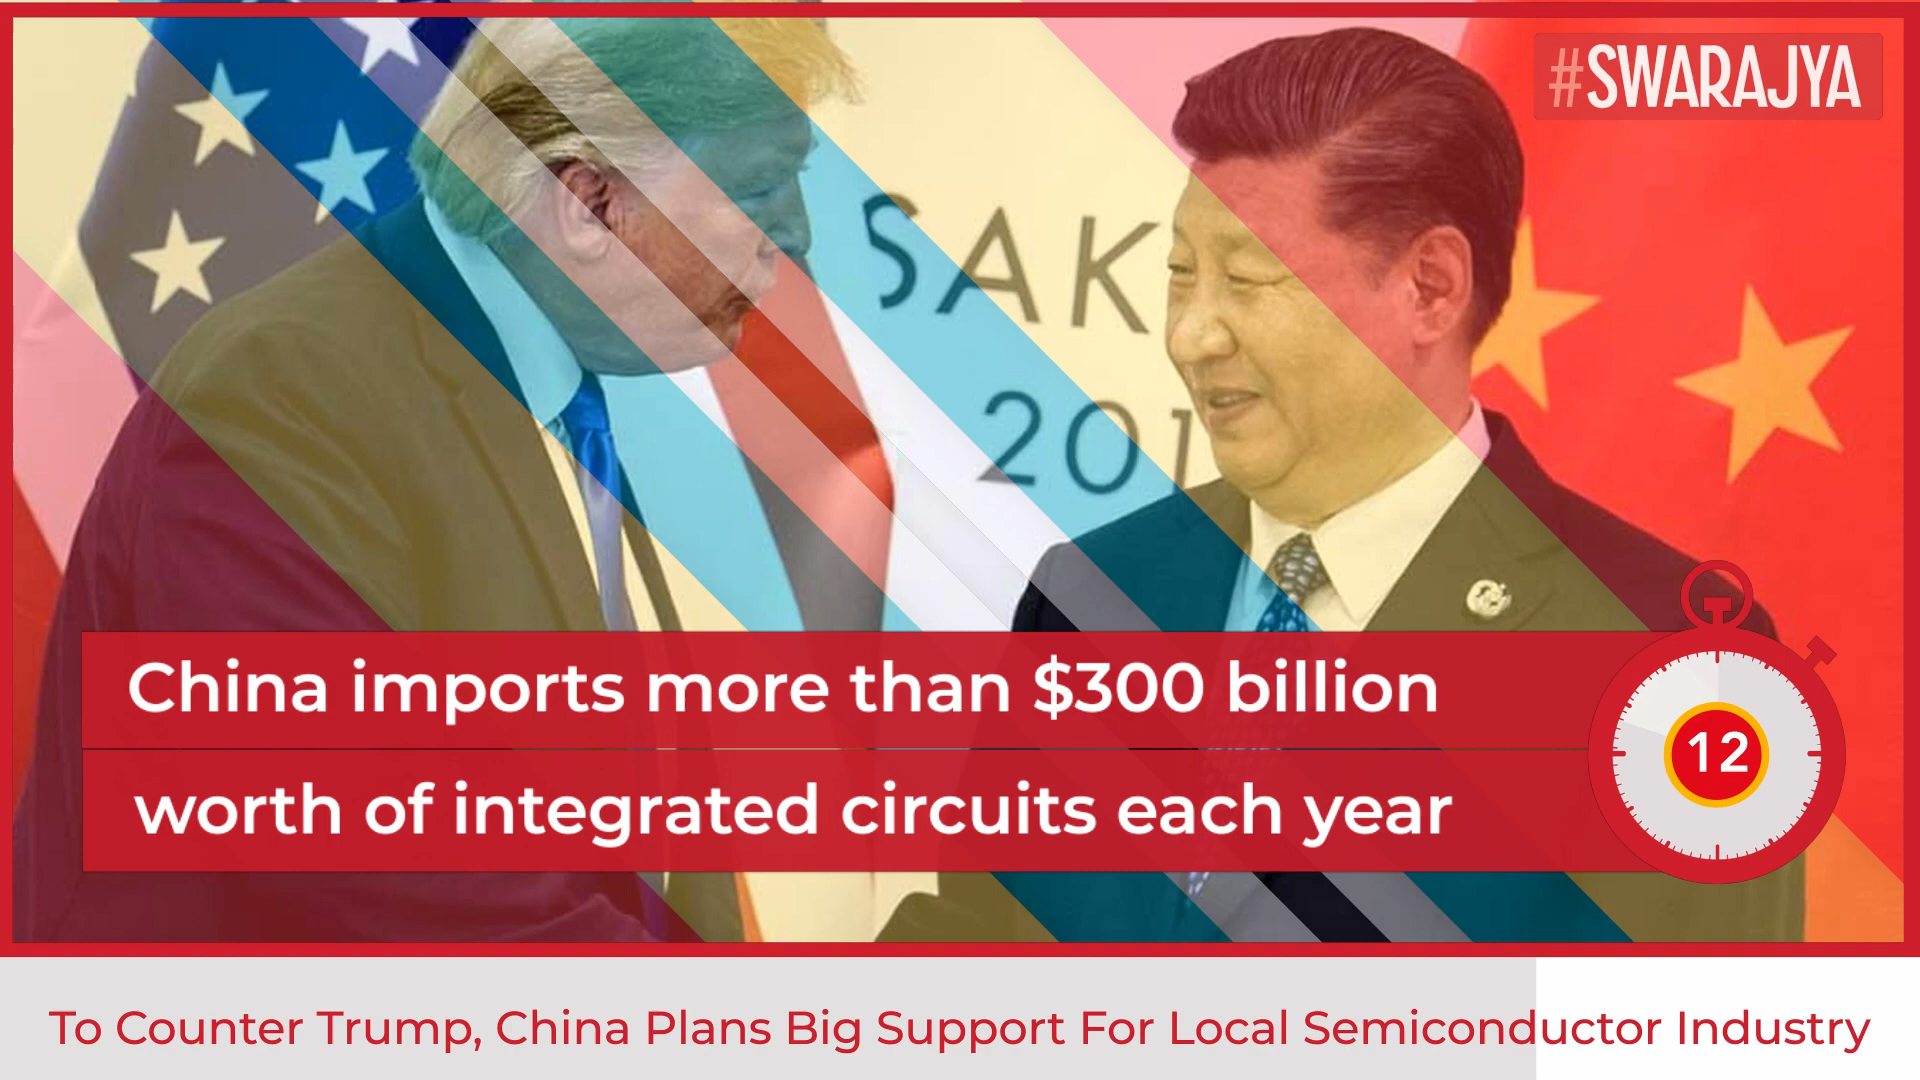 #SWARAJYA
SAK
201
China imports more than $300 billion
worth of integrated circuits each year
12
To Counter Trump, China Plans Big Support For Local Semiconductor Industry